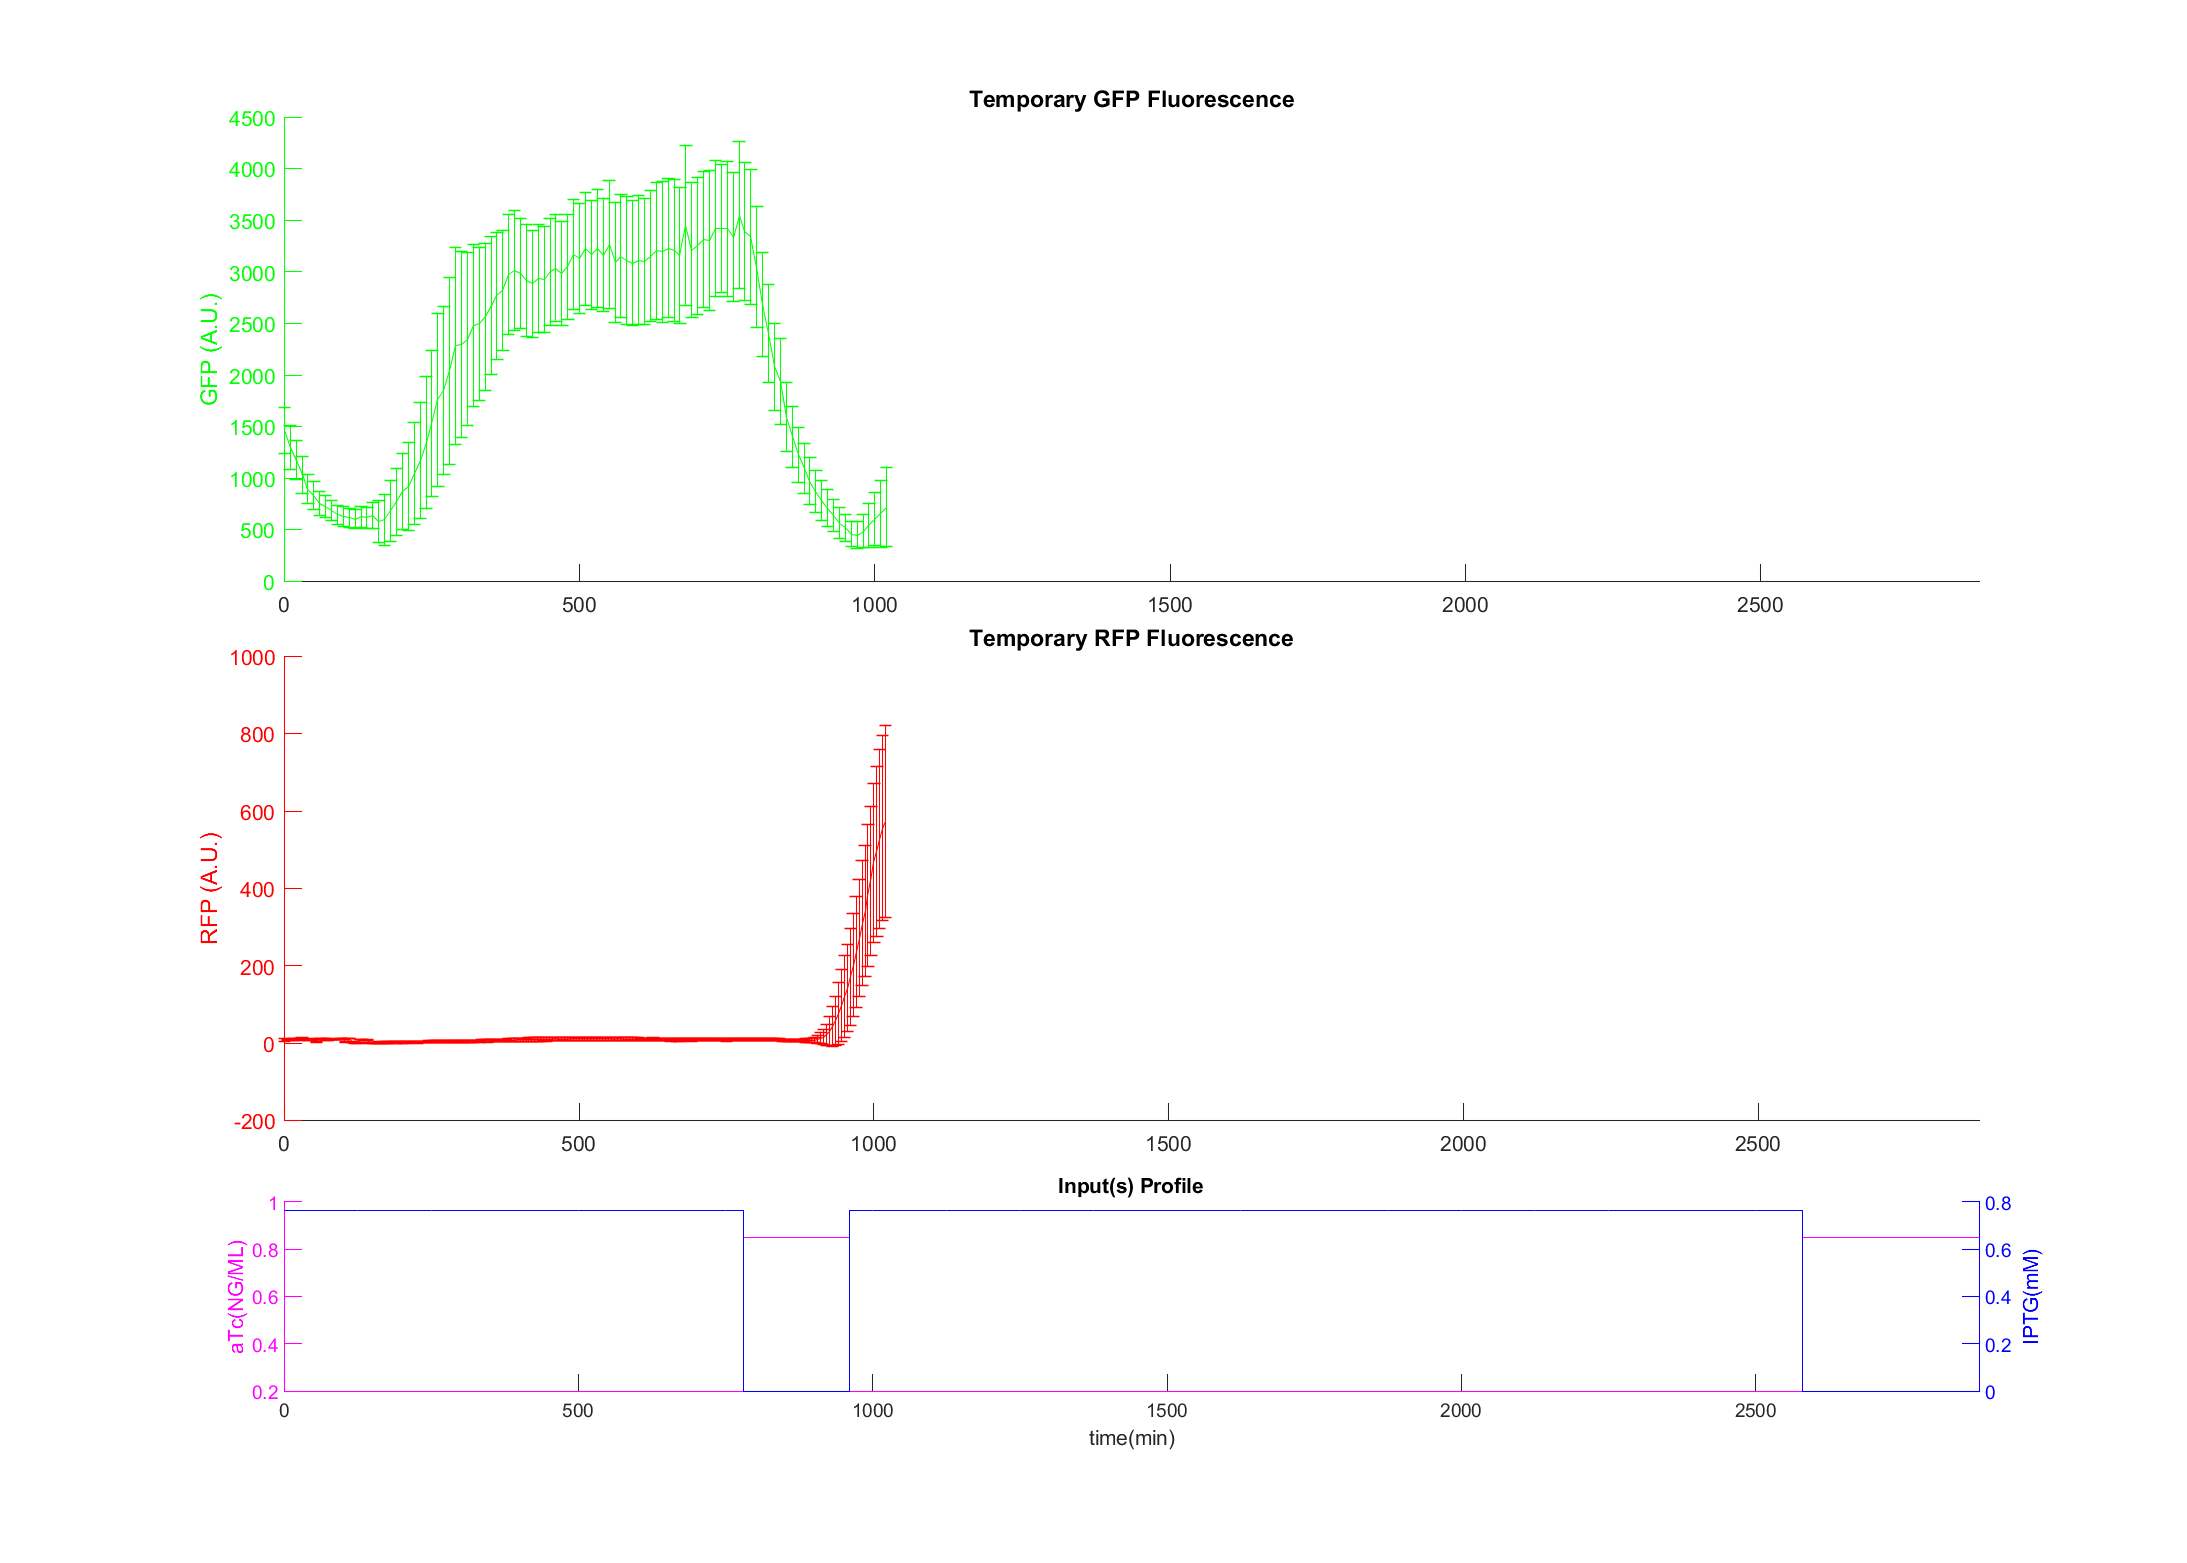 Temporary GFP Fluorescence
4500
4000
3500
3000
2500
2000
1500
1000
500
0
GFP (A.U.)
0 500 1000 1500 2000 2500
Temporary RFP Fluorescence
1000
800
600
400
200
0
-200
RFP (A.U.)
0 500 1000 1500 2000 2500
Input(s) Profile
1
0.8
0.6
0.4
0.2
aTc(NG/ML)
0.8
0.6
0.4
0.2
0
IPTG(mM)
0 500 1000 1500 2000 2500
time(min)